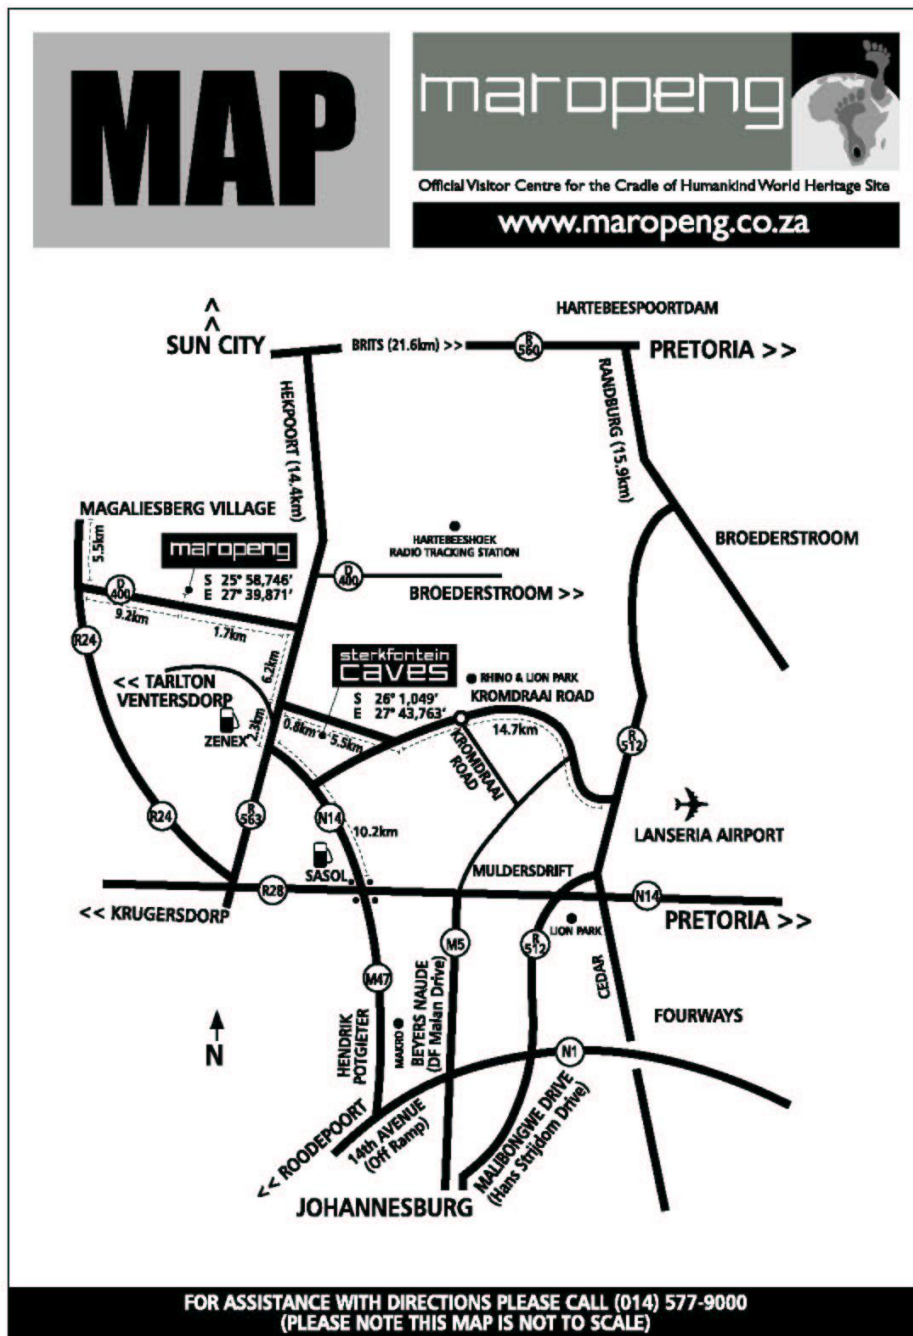 MAP
maropeng
Official Visitor Centre for the Cradle of Humankind World Heritage Site
www.maropeng.co.za
HARTEBEESPOORTDAM
SUN CITY
BRITS (21.6km) >>
R
560
PRETORIA >>
HEKPOORT (14.4km)
RANDBURG (15.9km)
MAGALIESBERG VILLAGE
5.5km
maropeng
S 25° 58,746'
E 27° 39,871'
HARTEBEESHOEK
RADIO TRACKING STATION
BROEDERSTROOM
D
400
D
400
BROEDERSTROOM >>
9.2km
1.7km
R24
6.2km
sterkfontein
caves
S 26° 1,049'
E 27° 43,763'
RHINO & LION PARK
KROMDRAAI ROAD
<< TARLTON
VENTERSDORP
ZENEX
2.3km
0.8km
5.5km
14.7km
KROMDRAAI
ROAD
R
512
R24
R
563
N14
10.2km
LANSERIA AIRPORT
SASOL
MULDERSDRIFT
R28
N14
<< KRUGERSDORP
PRETORIA >>
LION PARK
M5
R
512
M47
CEDAR
HENDRIK
POTGIETER
MAKRO
BEYERS NAUDE
(DF Malan Drive)
FOURWAYS
N
N1
<< ROODEPOORT
14th AVENUE
(Off Ramp)
MALIBONGWE DRIVE
(Hans Strijdom Drive)
JOHANNESBURG
FOR ASSISTANCE WITH DIRECTIONS PLEASE CALL (014) 577-9000
(PLEASE NOTE THIS MAP IS NOT TO SCALE)